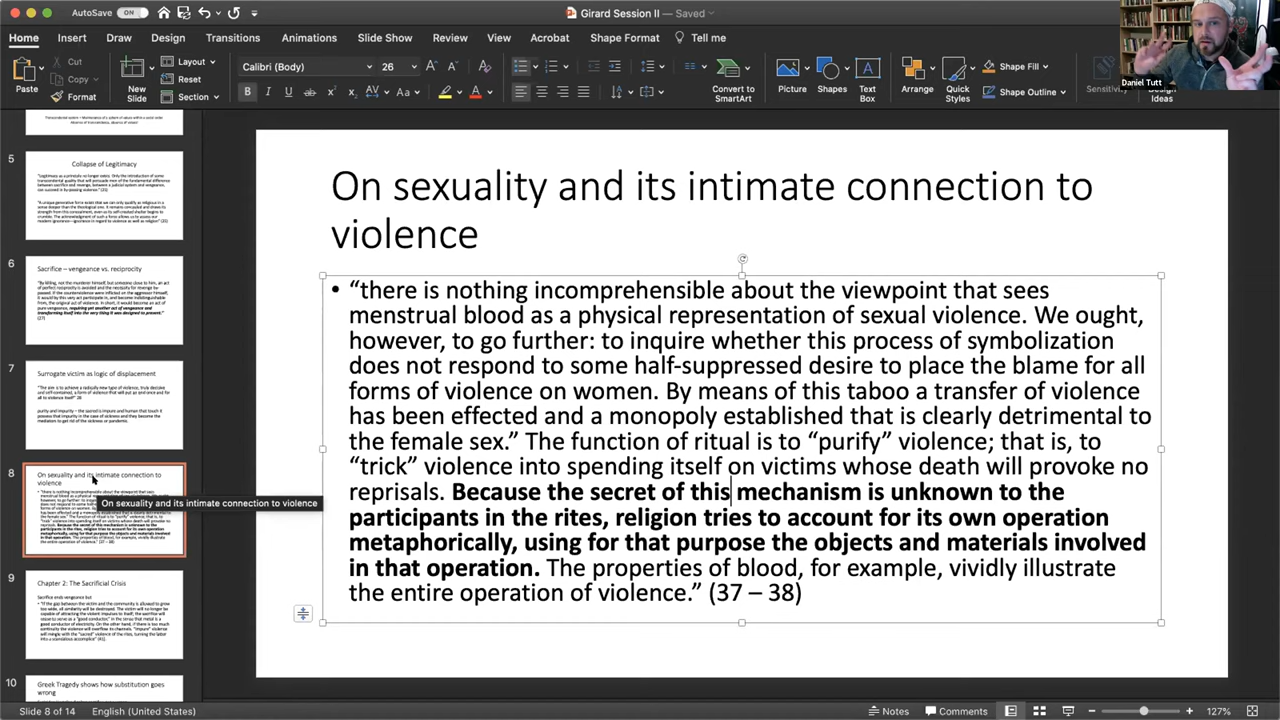 AutoSave ON
Girard Session II — Saved
Home Insert Draw Design Transitions Animations Slide Show Review View Acrobat Shape Format Tell me
Paste
Cut
Copy
Format
New Slide
Layout
Reset
Section
Calibri (Body) 26
Convert to SmartArt
Picture
Shapes
Text Box
Arrange
Quick Styles
Shape Fill
Shape Outline
Sensitivity
Design Ideas
Daniel Tutt
5
Collapse of Legitimacy
6
Sacrifice – vengeance vs. reciprocity
7
Surrogate victim as logic of displacement
8
On sexuality and its intimate connection to
violence
On sexuality and its intimate connection to violence
9
Chapter 2: The Sacrificial Crisis
Sacrifice ends vengeance but
10
Greek Tragedy shows how substitution goes
wrong
On sexuality and its intimate connection to
violence
• “there is nothing incomprehensible about the viewpoint that sees
menstrual blood as a physical representation of sexual violence. We ought,
however, to go further: to inquire whether this process of symbolization
does not respond to some half-suppressed desire to place the blame for all
forms of violence on women. By means of this taboo a transfer of violence
has been effected and a monopoly established that is clearly detrimental to
the female sex.” The function of ritual is to “purify” violence; that is, to
“trick” violence into spending itself on victims whose death will provoke no
reprisals. Because the secret of this mechanism is unknown to the
participants in the rites, religion tries to account for its own operation
metaphorically, using for that purpose the objects and materials involved
in that operation. The properties of blood, for example, vividly illustrate
the entire operation of violence.” (37 – 38)
Slide 8 of 14 English (United States)
Notes Comments 127%